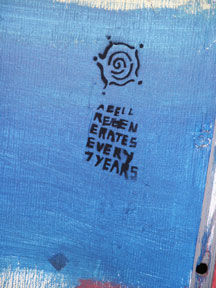 A CELL
REGEN
ERATES
EVERY
7 YEARS